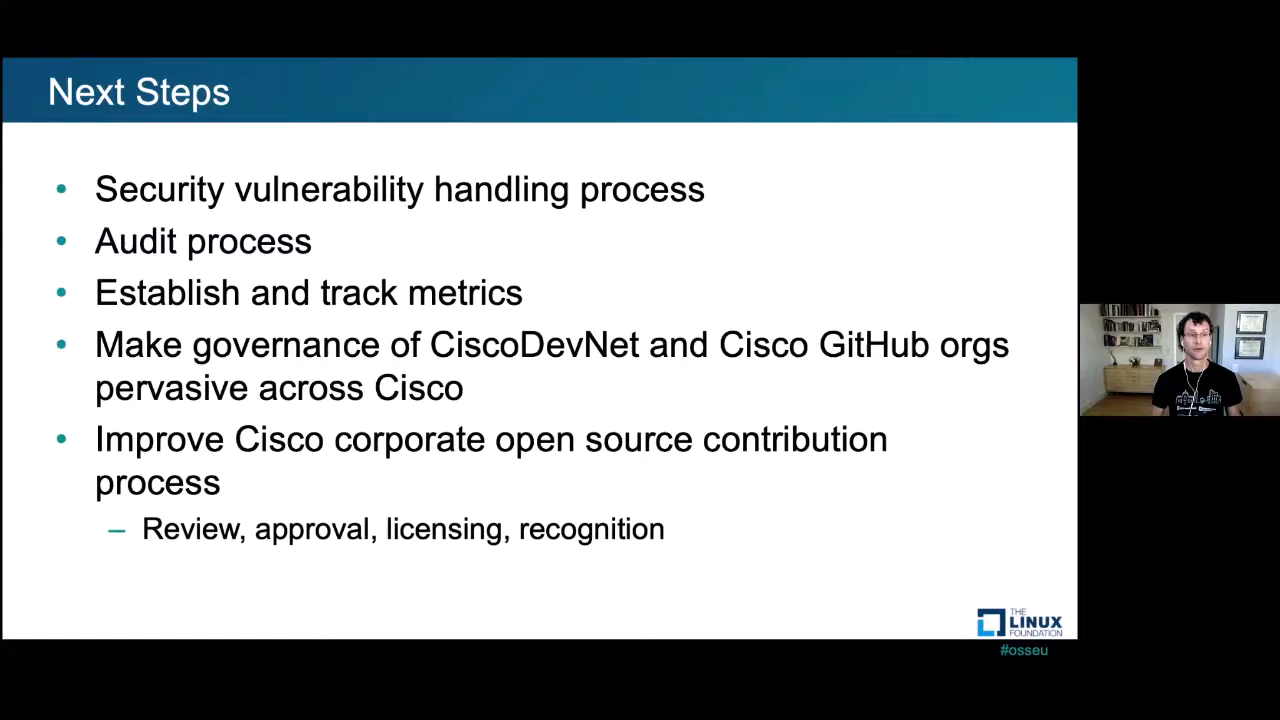 Next Steps
• Security vulnerability handling process
• Audit process
• Establish and track metrics
• Make governance of CiscoDevNet and Cisco GitHub orgs
pervasive across Cisco
• Improve Cisco corporate open source contribution
process
– Review, approval, licensing, recognition
THE
LINUX
FOUNDATION
#osseu